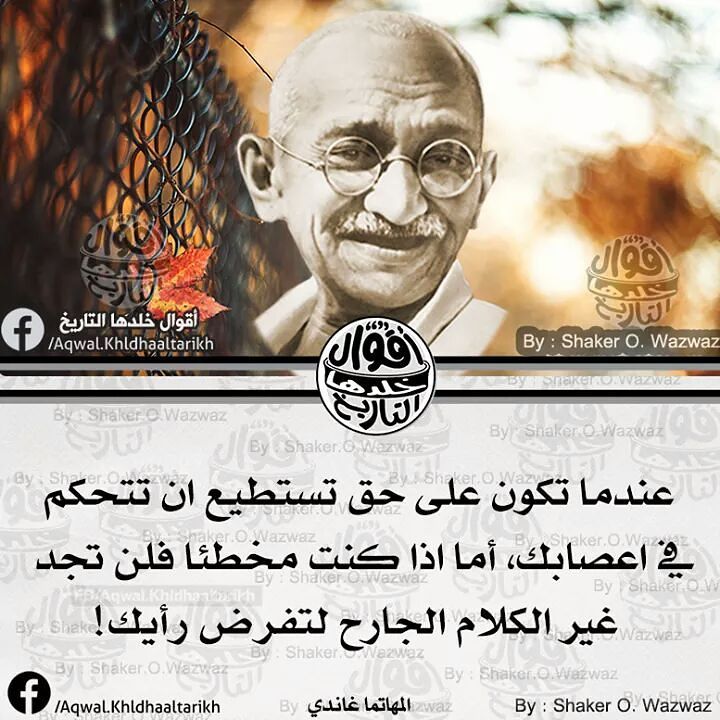 أقوال خلدها التاريخ
/Aqwal.Khldhaaltarikh
By : Shaker O. Wazwaz
أقوال
خلدها
التاريخ
عندما تكون على حق تستطيع ان تتحكم
في اعصابك، أما اذا كنت مخطئا فلن تجد
غير الكلام الجارح لتفرض رأيك!
/Aqwal.Khldhaaltarikh
المهاتما غاندي
By : Shaker O. Wazwaz